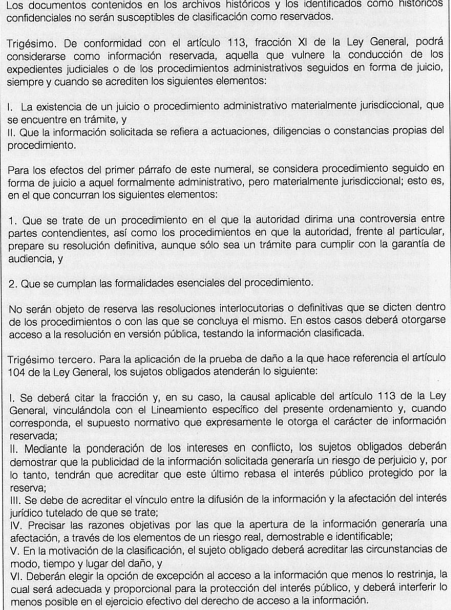 Los documentos contenidos en los archivos históricos y los identificados como históricos
confidenciales no serán susceptibles de clasificación como reservados.
Trigésimo. De conformidad con el artículo 113, fracción XI de la Ley General, podrá
considerarse como información reservada, aquella que vulnere la conducción de los
expedientes judiciales o de los procedimientos administrativos seguidos en forma de juicio,
siempre y cuando se acrediten los siguientes elementos:
I. La existencia de un juicio o procedimiento administrativo materialmente jurisdiccional, que
se encuentre en trámite, y
II. Que la información solicitada se refiera a actuaciones, diligencias o constancias propias del
procedimiento.
Para los efectos del primer párrafo de este numeral, se considera procedimiento seguido en
forma de juicio a aquel formalmente administrativo, pero materialmente jurisdiccional; esto es,
en el que concurran los siguientes elementos:
1. Que se trate de un procedimiento en el que la autoridad dirima una controversia entre
partes contendientes, así como los procedimientos en que la autoridad, frente al particular,
prepare su resolución definitiva, aunque sólo sea un trámite para cumplir con la garantía de
audiencia, y
2. Que se cumplan las formalidades esenciales del procedimiento.
No serán objeto de reserva las resoluciones interlocutorias o definitivas que se dicten dentro
de los procedimientos o con las que se concluya el mismo. En estos casos deberá otorgarse
acceso a la resolución en versión pública, testando la información clasificada.
Trigésimo tercero. Para la aplicación de la prueba de daño a la que hace referencia el artículo
104 de la Ley General, los sujetos obligados atenderán lo siguiente:
I. Se deberá citar la fracción y, en su caso, la causal aplicable del artículo 113 de la Ley
General, vinculándola con el Lineamiento específico del presente ordenamiento y, cuando
corresponda, el supuesto normativo que expresamente le otorga el carácter de información
reservada;
II. Mediante la ponderación de los intereses en conflicto, los sujetos obligados deberán
demostrar que la publicidad de la información solicitada generaría un riesgo de perjuicio y, por
lo tanto, tendrán que acreditar que este último rebasa el interés público protegido por la
reserva;
III. Se debe de acreditar el vínculo entre la difusión de la información y la afectación del interés
jurídico tutelado de que se trate;
IV. Precisar las razones objetivas por las que la apertura de la información generaría una
afectación, a través de los elementos de un riesgo real, demostrable e identificable;
V. En la motivación de la clasificación, el sujeto obligado deberá acreditar las circunstancias de
modo, tiempo y lugar del daño, y
VI. Deberán elegir la opción de excepción al acceso a la información que menos lo restrinja, la
cual será adecuada y proporcional para la protección del interés público, y deberá interferir lo
menos posible en el ejercicio efectivo del derecho de acceso a la información.